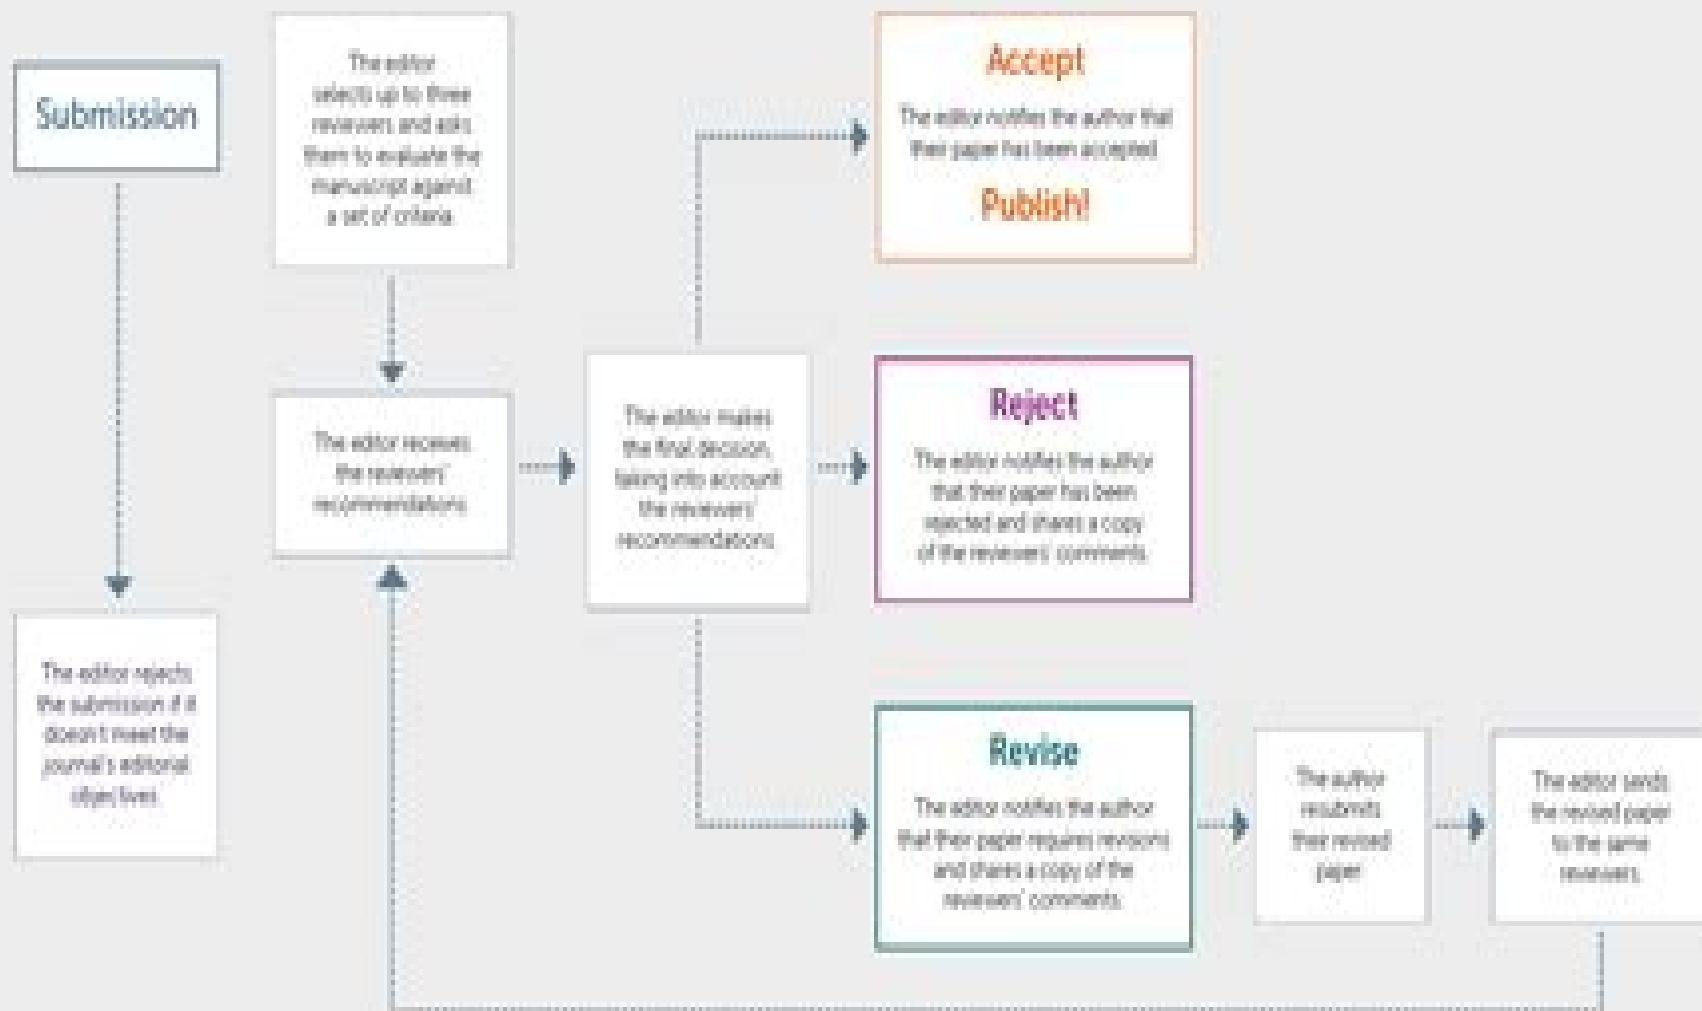 Submission
The editor
selects up to three
reviewers and asks
them to evaluate the
manuscript against
a set of criteria.
Accept
The editor notifies the author that
their paper has been accepted.
Publish!
The editor receives
the reviewers'
recommendations.
The editor makes
the final decision,
taking into account
the reviewers'
recommendations.
Reject
The editor notifies the author
that their paper has been
rejected and shares a copy
of the reviewers' comments.
The editor rejects
the submission if it
doesn't meet the
journal's editorial
objectives.
Revise
The editor notifies the author
that their paper requires revisions
and shares a copy of the
reviewers' comments.
The author
resubmits
their revised
paper.
The editor sends
the revised paper
to the same
reviewers.